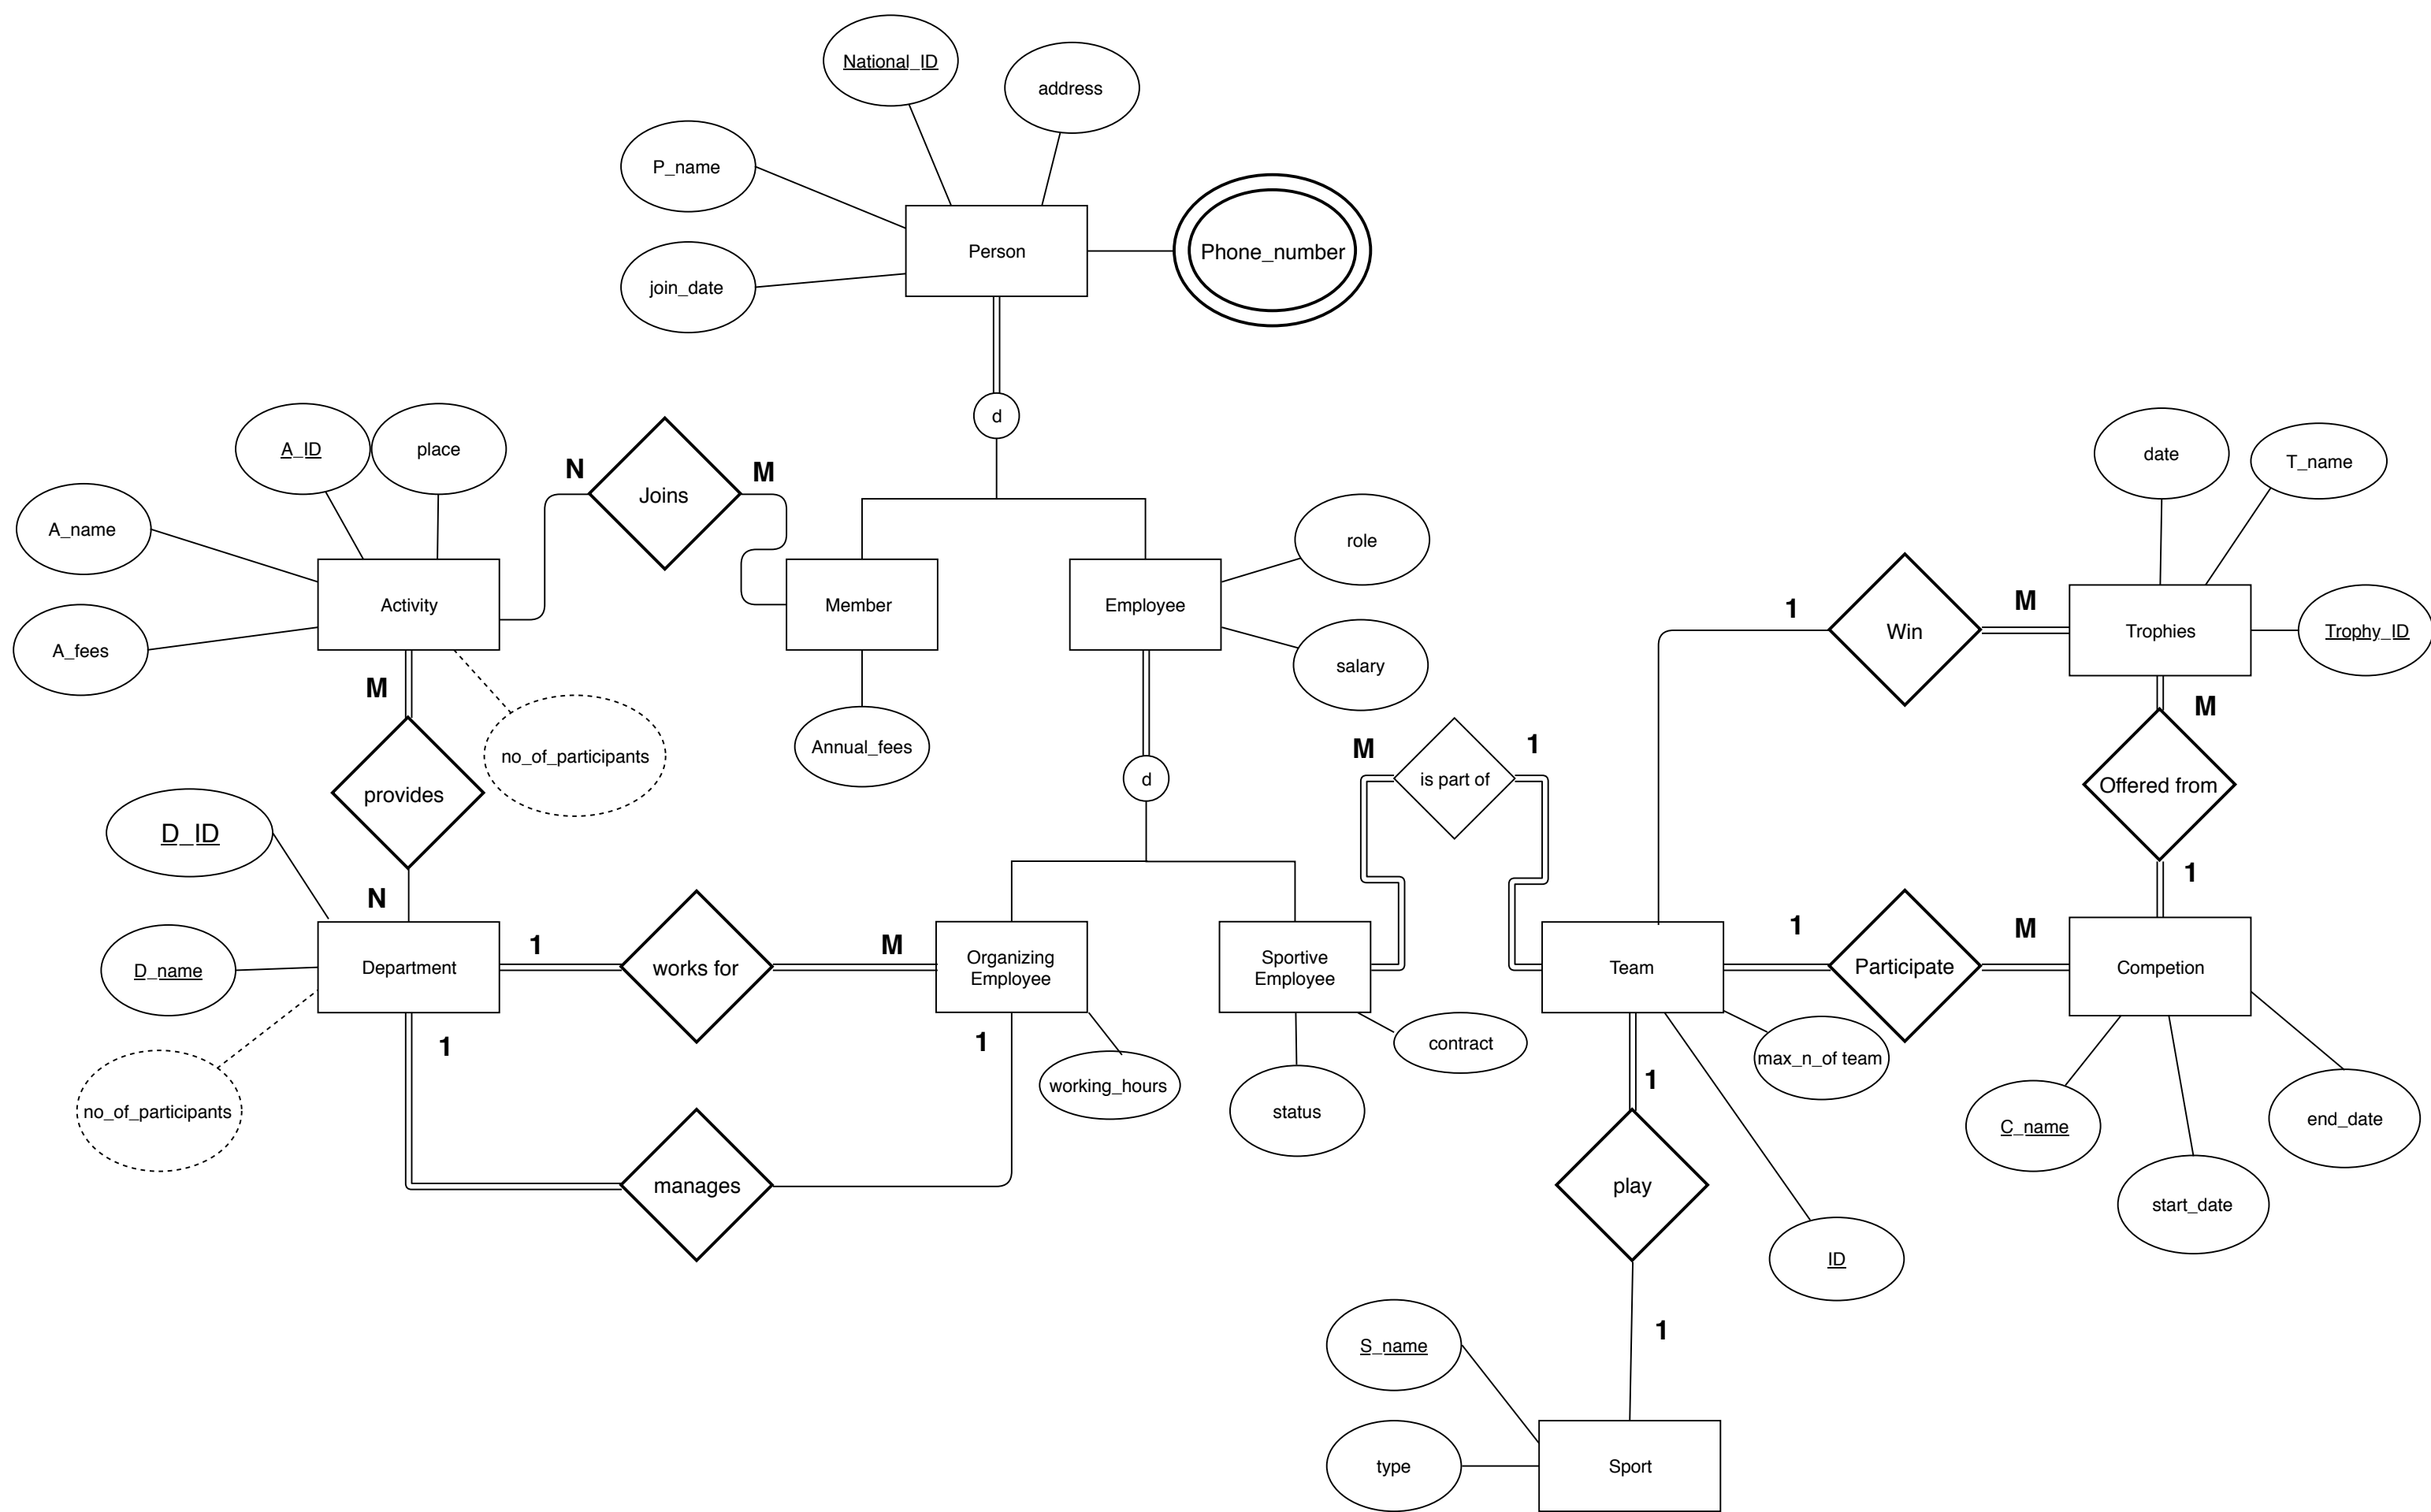 National_ID
address
P_name
Person
Phone_number
join_date
d
A_ID
place
N
Joins
M
date
T_name
A_name
role
Activity
Member
Employee
1
Win
M
Trophies
Trophy_ID
A_fees
salary
M
no_of_participants
Annual_fees
d
M
is part of
1
M
Offered from
provides
D_ID
N
1
D_name
Department
1
works for
M
Organizing
Employee
Sportive
Employee
Team
1
Participate
M
Competion
no_of_participants
1
1
working_hours
status
contract
max_n_of team
1
C_name
start_date
end_date
manages
play
ID
1
S_name
type
Sport